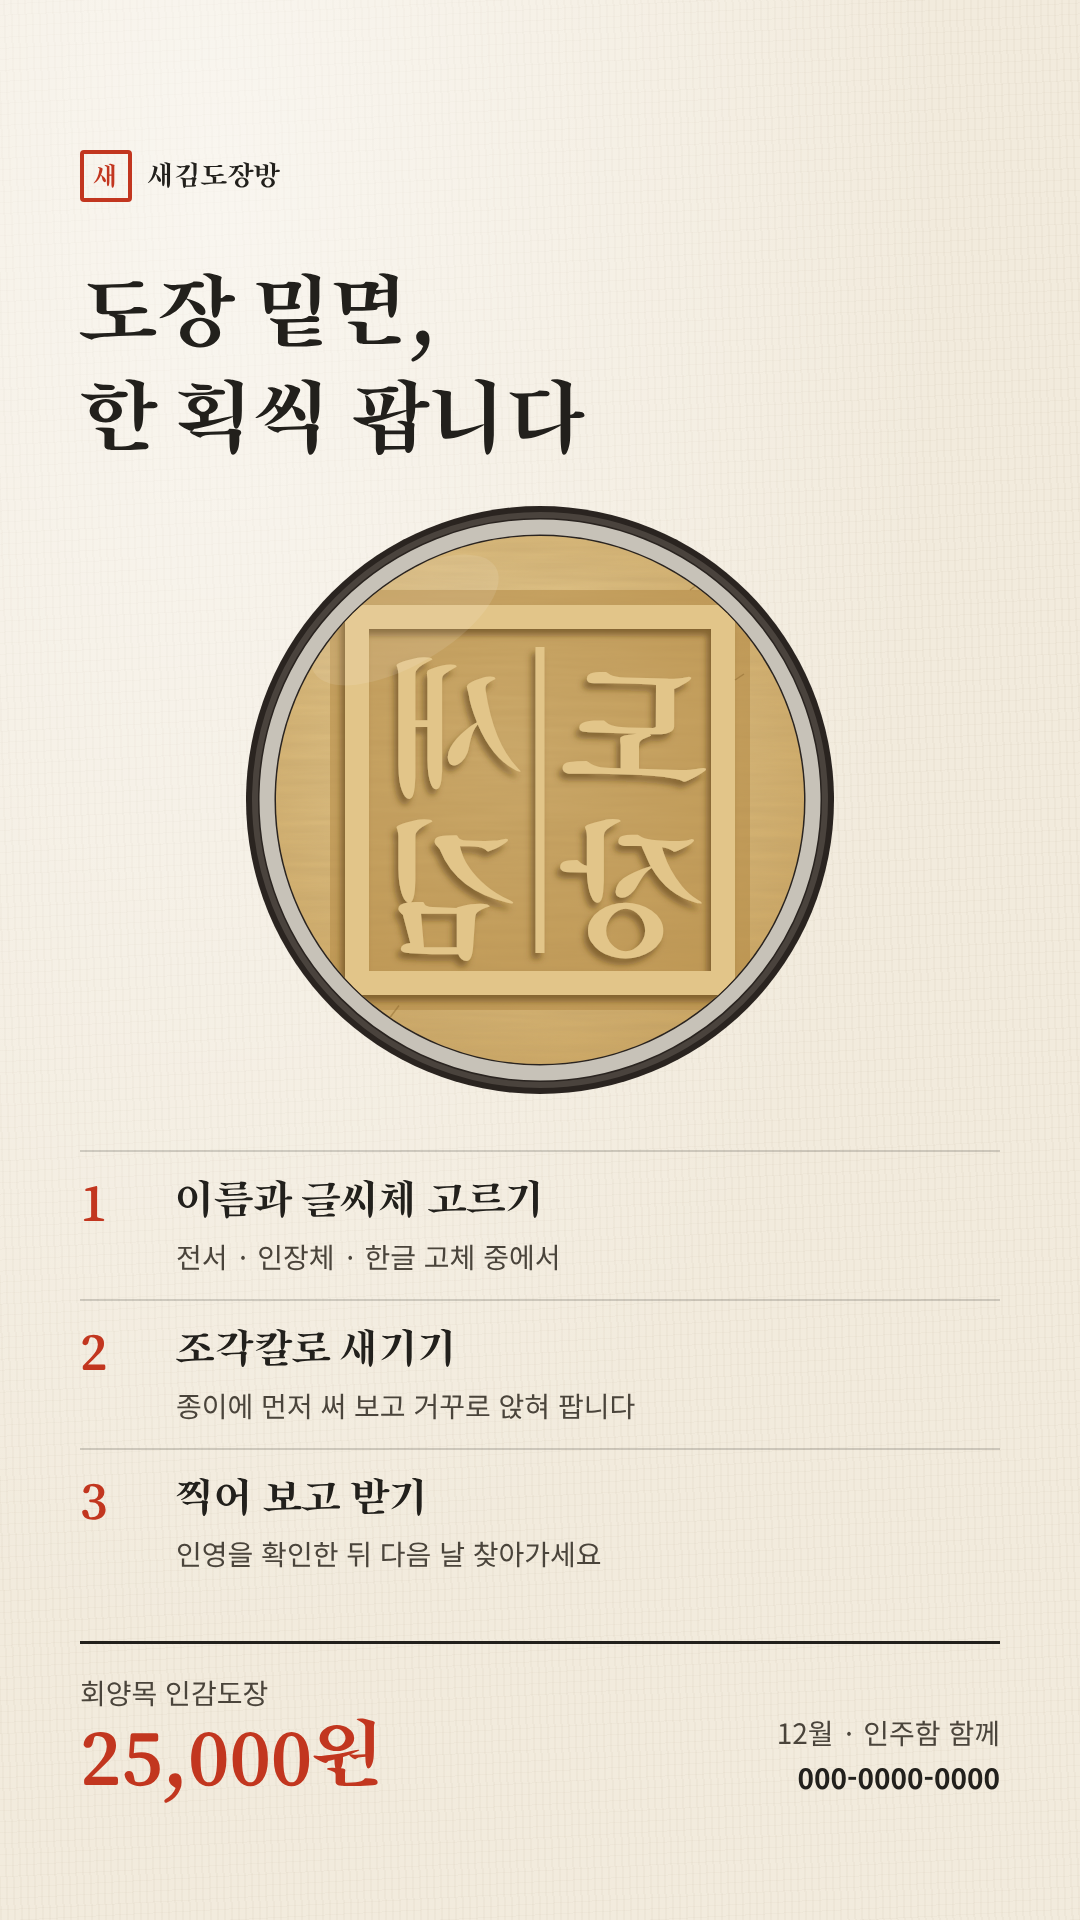 새
새김도장방
도장 밑면,
한 획씩 팝니다
새 도
김 장
1 이름과 글씨체 고르기
전서 · 인장체 · 한글 고체 중에서
2 조각칼로 새기기
종이에 먼저 써 보고 거꾸로 앉혀 팝니다
3 찍어 보고 받기
인영을 확인한 뒤 다음 날 찾아가세요
회양목 인감도장
25,000원
12월 · 인주함 함께
000-0000-0000